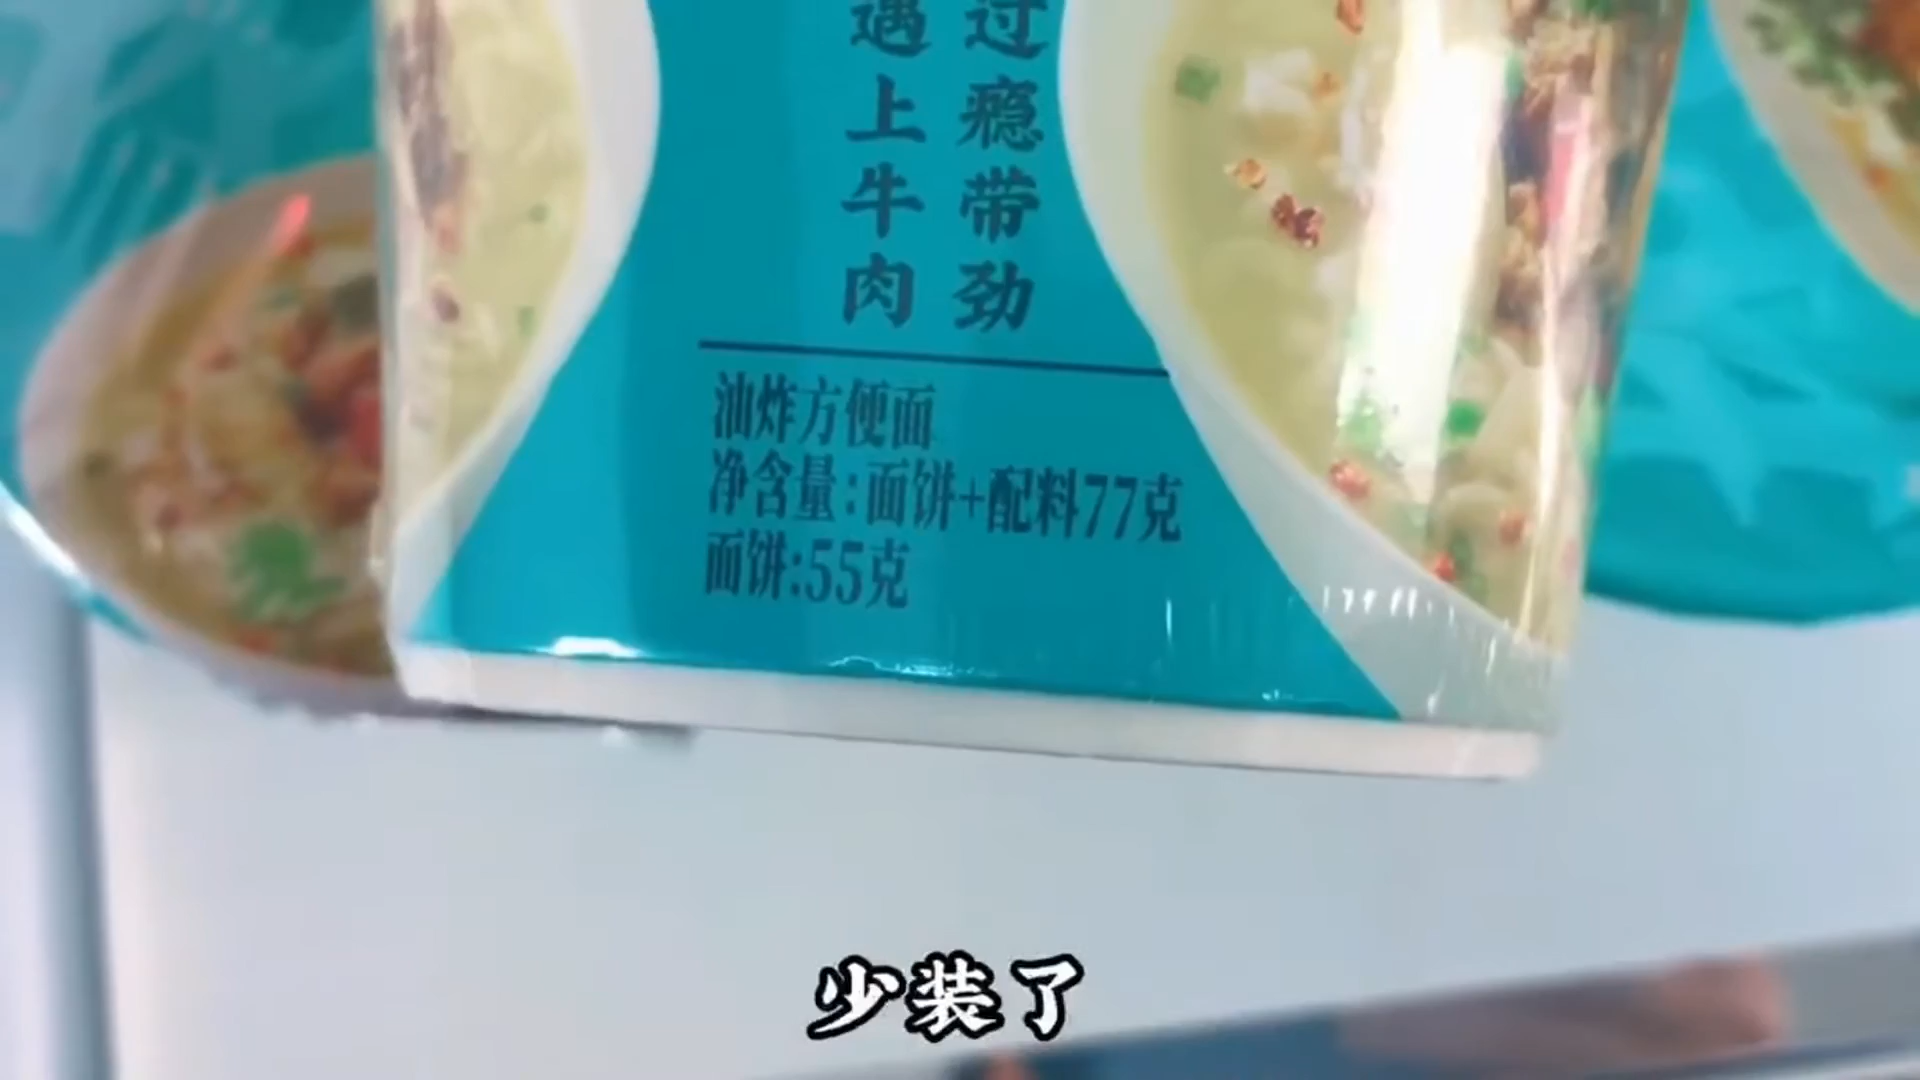 过瘾带劲
遇上牛肉
油炸方便面
净含量:面饼+配料77克
面饼:55克
少装了